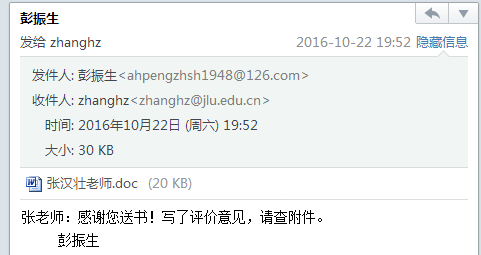 彭振生
发给 zhanghz 2016-10-22 19:52 隐藏信息
发件人: 彭振生<ahpengzhsh1948@126.com>
收件人: zhanghz<zhanghz@jlu.edu.cn>
时间: 2016年10月22日 (周六) 19:52
大小: 30 KB
张汉壮老师.doc (20 KB)
张老师：感谢您送书！写了评价意见，请查附件。
彭振生